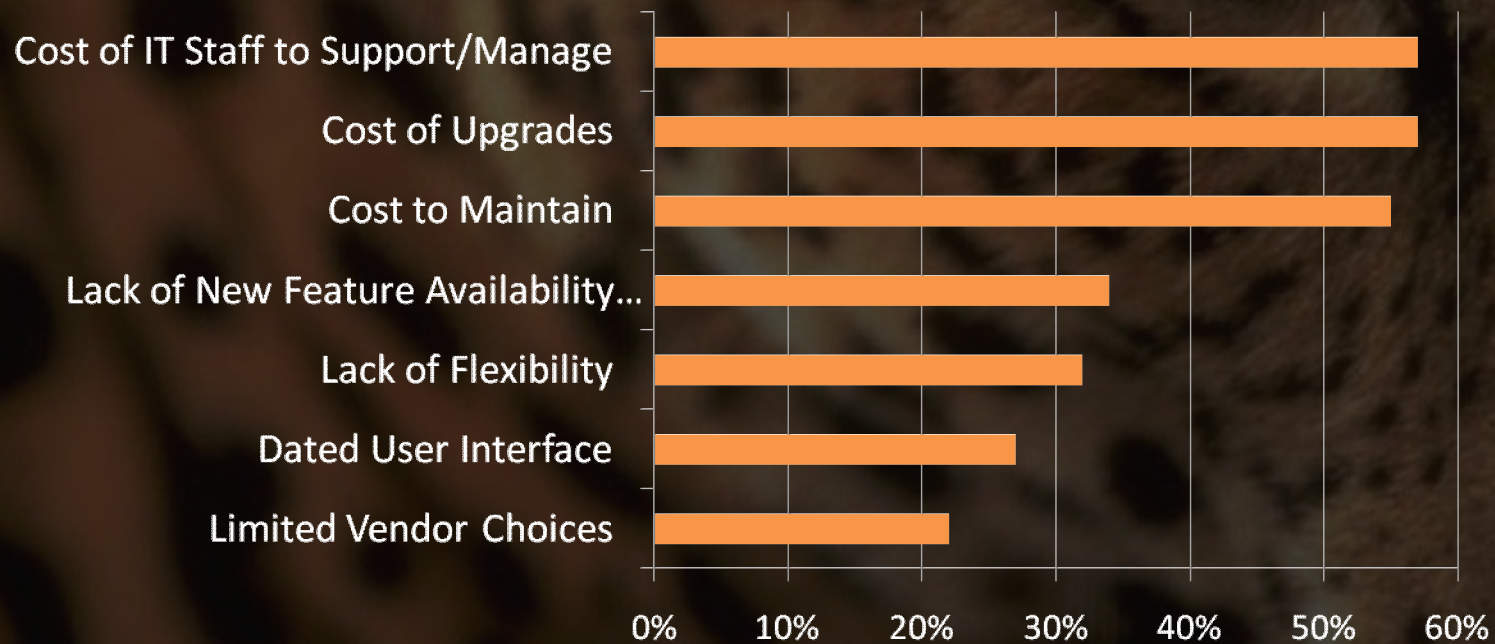 Cost of IT Staff to Support/Manage
Cost of Upgrades
Cost to Maintain
Lack of New Feature Availability…
Lack of Flexibility
Dated User Interface
Limited Vendor Choices
0% 10% 20% 30% 40% 50% 60%